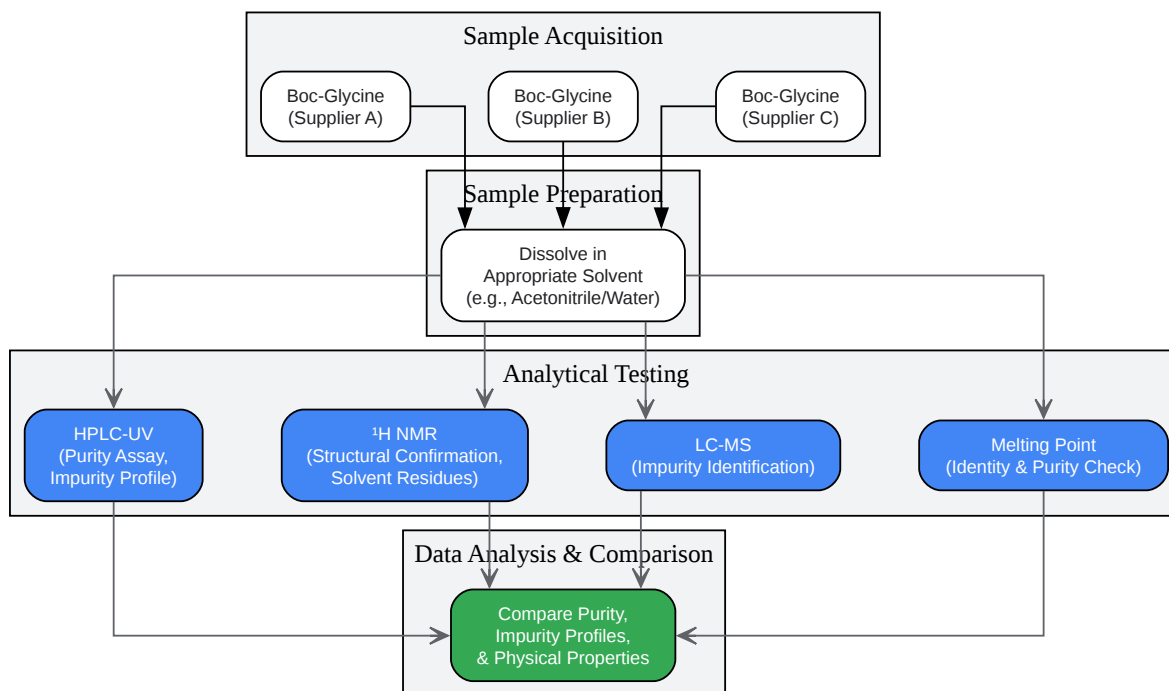 Sample Acquisition
Boc-Glycine
(Supplier A)
Boc-Glycine
(Supplier B)
Boc-Glycine
(Supplier C)
Sample Preparation
Dissolve in
Appropriate Solvent
(e.g., Acetonitrile/Water)
Analytical Testing
HPLC-UV
(Purity Assay,
Impurity Profile)
¹H NMR
(Structural Confirmation,
Solvent Residues)
LC-MS
(Impurity Identification)
Melting Point
(Identity & Purity Check)
Data Analysis & Comparison
Compare Purity,
Impurity Profiles,
& Physical Properties